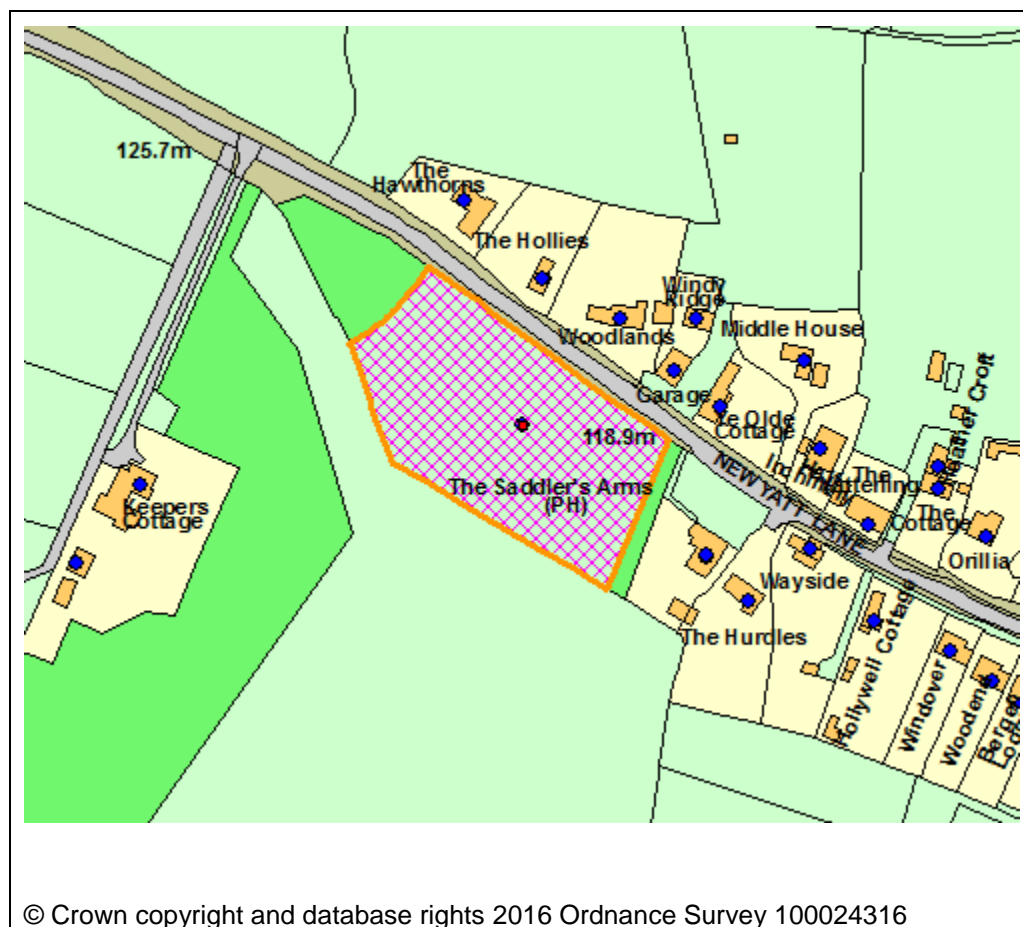 125.7m
The
Hawthorns
The Hollies
Windy
Ridge
Woodlands
Middle House
Garage
Ye Olde
Cottage
118.9m
NEW YATT LANE
The Saddler's Arms
(PH)
Keepers
Cottage
The
Cottage
Orillia
Wayside
The Hurdles
Hollywell Cottage
Windover
Woodend
© Crown copyright and database rights 2016 Ordnance Survey 100024316